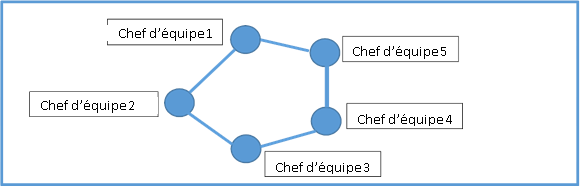 Chef d'équipe1
Chef d'équipe5
Chef d'équipe2
Chef d'équipe4
Chef d'équipe3